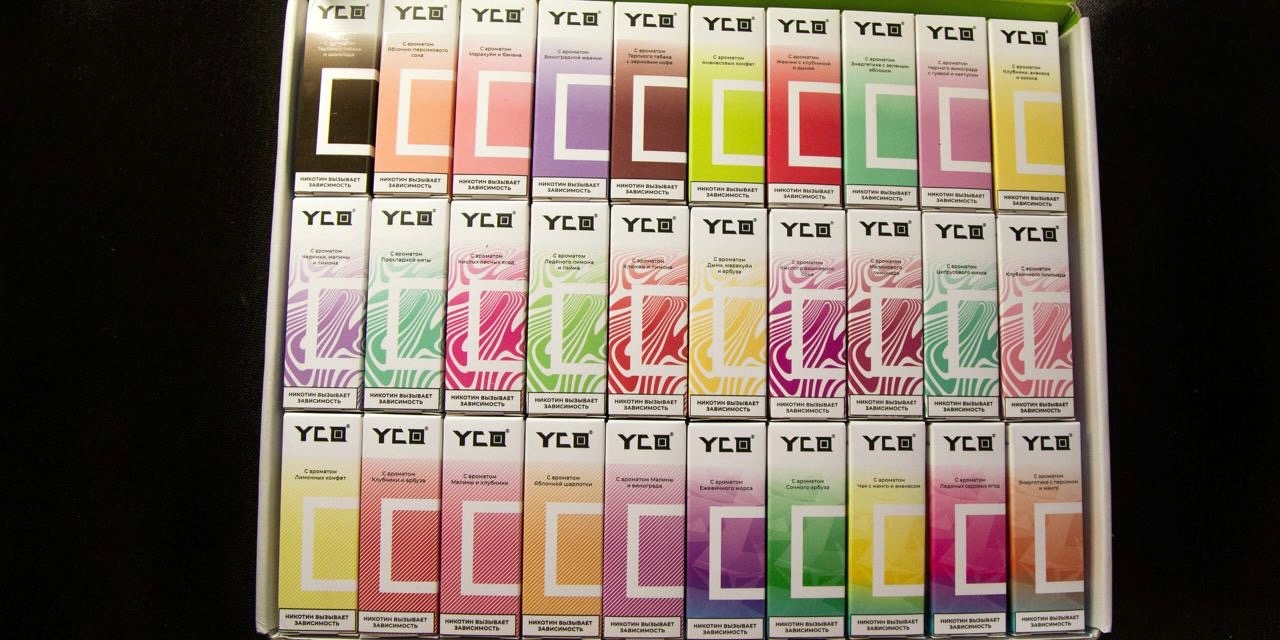 YCO
С ароматом
Терпкого табака
и шоколада
НИКОТИН ВЫЗЫВАЕТ
ЗАВИСИМОСТЬ
YCO
С ароматом
Яблочно-персикового
сока
НИКОТИН ВЫЗЫВАЕТ
ЗАВИСИМОСТЬ
YCO
С ароматом
Маракуйи и банана
НИКОТИН ВЫЗЫВАЕТ
ЗАВИСИМОСТЬ
YCO
С ароматом
Виноградной жвачки
НИКОТИН ВЫЗЫВАЕТ
ЗАВИСИМОСТЬ
YCO
С ароматом
Терпкого табака
с зерновым кофе
НИКОТИН ВЫЗЫВАЕТ
ЗАВИСИМОСТЬ
YCO
С ароматом
Ананасовых конфет
НИКОТИН ВЫЗЫВАЕТ
ЗАВИСИМОСТЬ
YCO
С ароматом
Жвачки с клубникой
и дыней
НИКОТИН ВЫЗЫВАЕТ
ЗАВИСИМОСТЬ
YCO
С ароматом
Энергетика с зеленым
яблоком
НИКОТИН ВЫЗЫВАЕТ
ЗАВИСИМОСТЬ
YCO
С ароматом
Черного винограда
с гуавой и кактусом
НИКОТИН ВЫЗЫВАЕТ
ЗАВИСИМОСТЬ
YCO
С ароматом
Клубники, ананаса
и кокоса
НИКОТИН ВЫЗЫВАЕТ
ЗАВИСИМОСТЬ
YCO
С ароматом
Черники, малины
и лимона
НИКОТИН ВЫЗЫВАЕТ
ЗАВИСИМОСТЬ
YCO
С ароматом
Прохладной мяты
НИКОТИН ВЫЗЫВАЕТ
ЗАВИСИМОСТЬ
YCO
С ароматом
Кислых лесных ягод
НИКОТИН ВЫЗЫВАЕТ
ЗАВИСИМОСТЬ
YCO
С ароматом
Ледяного лимона
и лайма
НИКОТИН ВЫЗЫВАЕТ
ЗАВИСИМОСТЬ
YCO
С ароматом
Клюквы и лимона
НИКОТИН ВЫЗЫВАЕТ
ЗАВИСИМОСТЬ
YCO
С ароматом
Дыни, маракуйи
и арбуза
НИКОТИН ВЫЗЫВАЕТ
ЗАВИСИМОСТЬ
YCO
С ароматом
Кислого вишневого
сока
НИКОТИН ВЫЗЫВАЕТ
ЗАВИСИМОСТЬ
YCO
С ароматом
Малинового
лимонада
НИКОТИН ВЫЗЫВАЕТ
ЗАВИСИМОСТЬ
YCO
С ароматом
Цитрусового микса
НИКОТИН ВЫЗЫВАЕТ
ЗАВИСИМОСТЬ
YCO
С ароматом
Клубничного лимонада
НИКОТИН ВЫЗЫВАЕТ
ЗАВИСИМОСТЬ
YCO
С ароматом
Лимонных конфет
НИКОТИН ВЫЗЫВАЕТ
ЗАВИСИМОСТЬ
YCO
С ароматом
Клубники и арбуза
НИКОТИН ВЫЗЫВАЕТ
ЗАВИСИМОСТЬ
YCO
С ароматом
Малины и клубники
НИКОТИН ВЫЗЫВАЕТ
ЗАВИСИМОСТЬ
YCO
С ароматом
Яблочной шарлотки
НИКОТИН ВЫЗЫВАЕТ
ЗАВИСИМОСТЬ
YCO
С ароматом Малины
и винограда
НИКОТИН ВЫЗЫВАЕТ
ЗАВИСИМОСТЬ
YCO
С ароматом
Ежевичного морса
НИКОТИН ВЫЗЫВАЕТ
ЗАВИСИМОСТЬ
YCO
С ароматом
Сочного арбуза
НИКОТИН ВЫЗЫВАЕТ
ЗАВИСИМОСТЬ
YCO
С ароматом
Чая с манго и ананасом
НИКОТИН ВЫЗЫВАЕТ
ЗАВИСИМОСТЬ
YCO
С ароматом
Ледяных садовых ягод
НИКОТИН ВЫЗЫВАЕТ
ЗАВИСИМОСТЬ
YCO
С ароматом
Энергетика с персиком
и манго
НИКОТИН ВЫЗЫВАЕТ
ЗАВИСИМОСТЬ